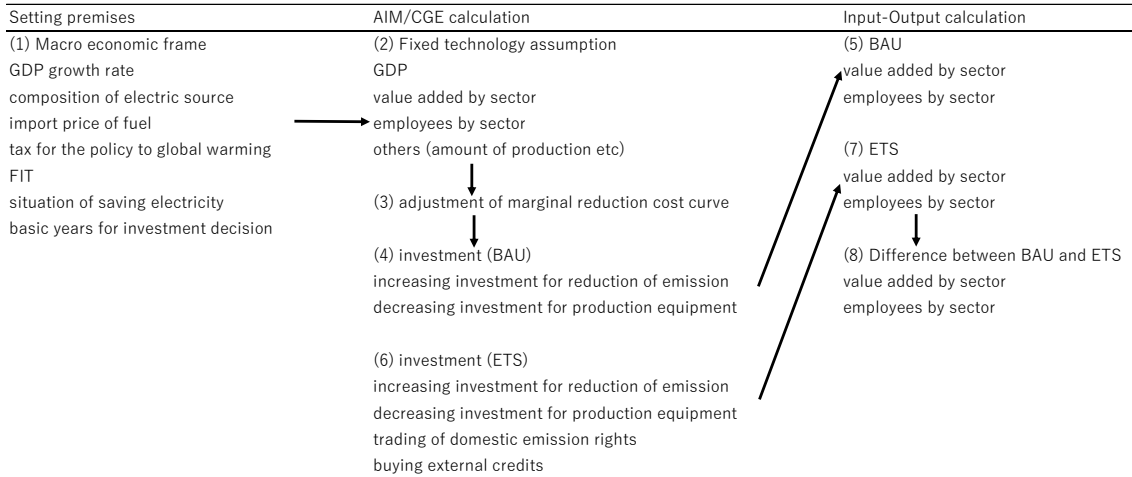 Setting premises
(1) Macro economic frame
GDP growth rate
composition of electric source
import price of fuel
tax for the policy to global warming
FIT
situation of saving electricity
basic years for investment decision
AIM/CGE calculation
(2) Fixed technology assumption
GDP
value added by sector
employees by sector
others (amount of production etc)
(3) adjustment of marginal reduction cost curve
(4) investment (BAU)
increasing investment for reduction of emission
decreasing investment for production equipment
(6) investment (ETS)
increasing investment for reduction of emission
decreasing investment for production equipment
trading of domestic emission rights
buying external credits
Input-Output calculation
(5) BAU
value added by sector
employees by sector
(7) ETS
value added by sector
employees by sector
(8) Difference between BAU and ETS
value added by sector
employees by sector